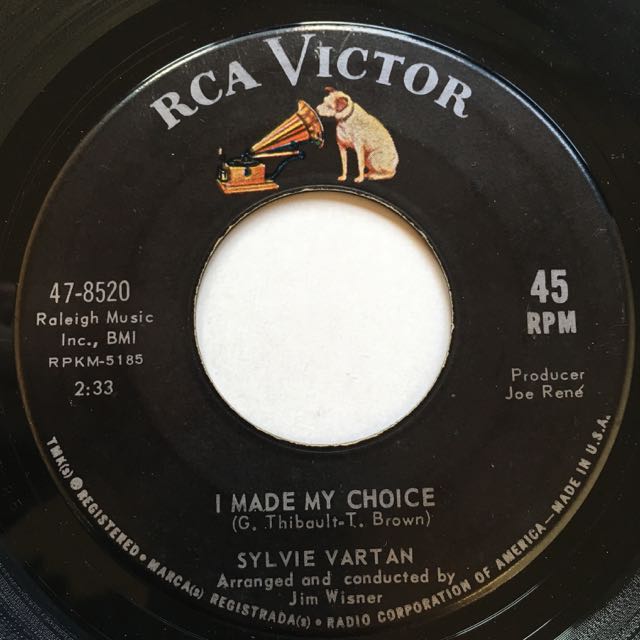 RCA VICTOR
47-8520
Raleigh Music
Inc., BMI
RPKM-5185
2:33
45
RPM
Producer
Joe René
I MADE MY CHOICE
(G. Thibault-T. Brown)
SYLVIE VARTAN
Arranged and conducted by
Jim Wisner
TMK(s) ® REGISTERED • MARCA(s) REGISTRADA(s) • RADIO CORPORATION OF AMERICA—MADE IN U.S.A.